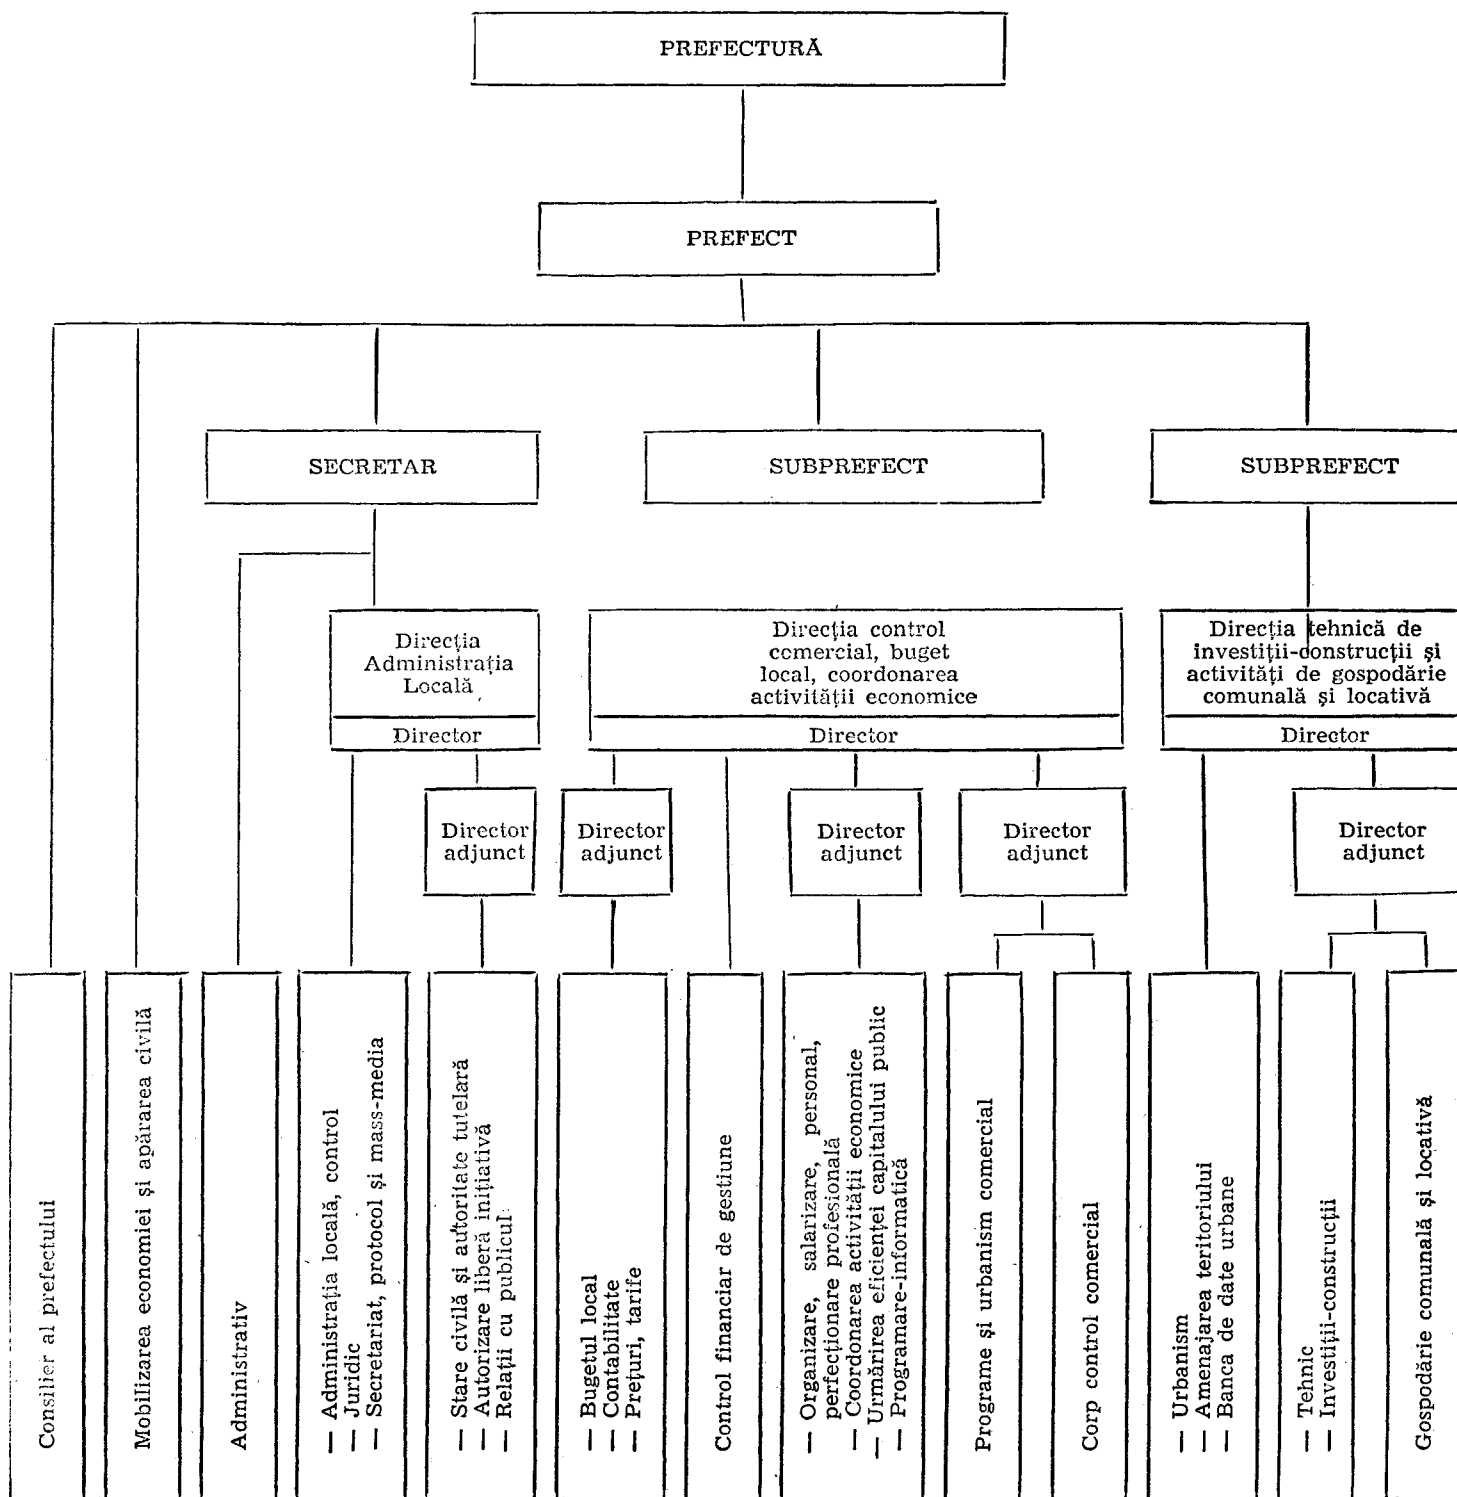 PREFECTURĂ
PREFECT
SECRETAR
SUBPREFECT
SUBPREFECT
Direcția
Administrația
Locală
Director
Direcția control
comercial, buget
local, coordonarea
activității economice
Director
Direcția tehnică de
investiții-construcții și
activități de gospodărie
comunală și locativă
Director
Director
adjunct
Director
adjunct
Director
adjunct
Director
adjunct
Director
adjunct
Consilier al prefectului
Mobilizarea economiei și apărarea civilă
Administrativ
— Administrația locală, control
— Juridic
— Secretariat, protocol și mass-media
— Stare civilă și autoritate tutelară
— Autorizare liberă inițiativă
— Relații cu publicul
— Bugetul local
— Contabilitate
— Prețuri, tarife
Control financiar de gestiune
— Organizare, salarizare, personal,
perfecționare profesională
— Coordonarea activității economice
— Urmărirea eficienței capitalului public
— Programare-informatică
Programe și urbanism comercial
Corp control comercial
— Urbanism
— Amenajarea teritoriului
— Banca de date urbane
— Tehnic
— Investiții-construcții
Gospodărie comunală și locativă